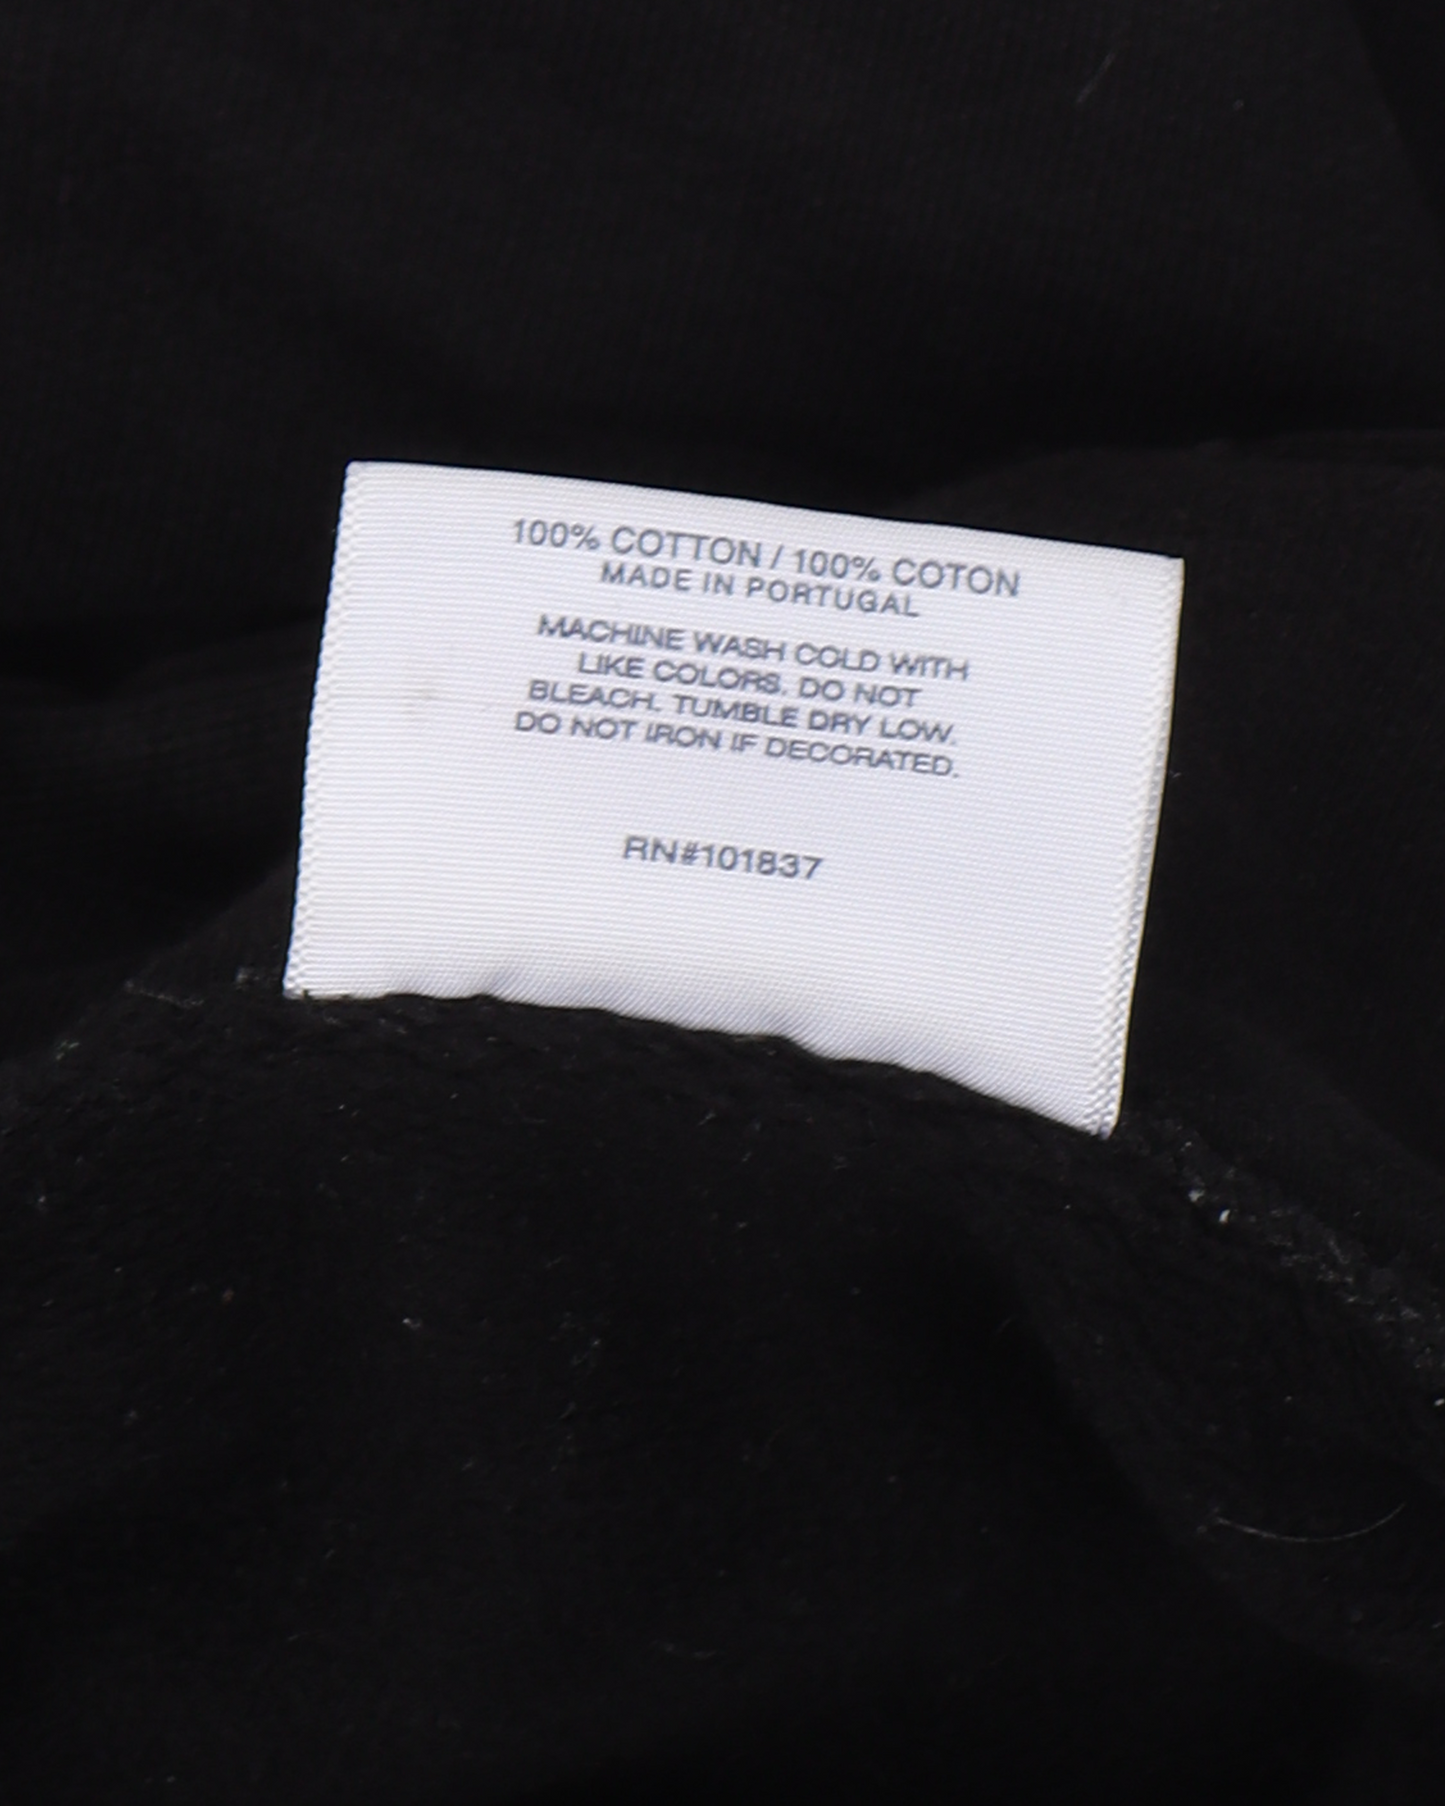 100% COTTON / 100% COTON
MADE IN PORTUGAL
MACHINE WASH COLD WITH
LIKE COLORS. DO NOT
BLEACH. TUMBLE DRY LOW.
DO NOT IRON IF DECORATED.
RN#101837